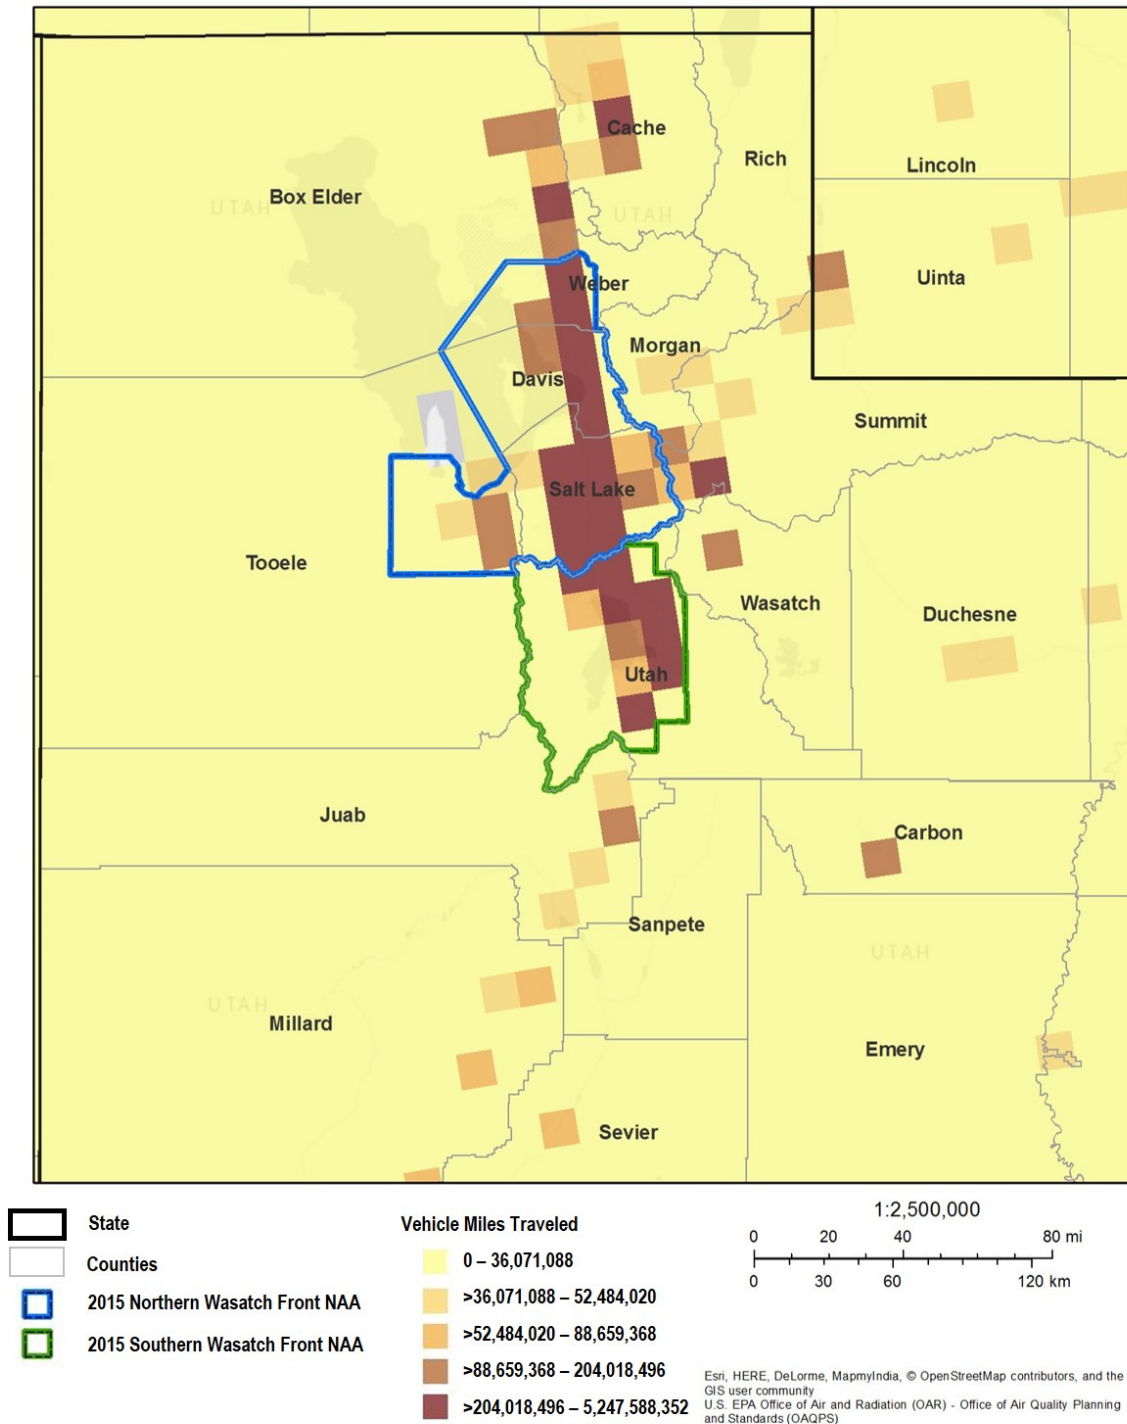 Cache
Rich
Lincoln
Box Elder
UTAH
UTAH
Weber
Uinta
Morgan
Davis
Summit
Salt Lake
Tooele
Wasatch
Duchesne
Utah
Juab
Carbon
Sanpete
UTAH
UTAH
Millard
Emery
Sevier
State
Counties
2015 Northern Wasatch Front NAA
2015 Southern Wasatch Front NAA
Vehicle Miles Traveled
0 – 36,071,088
>36,071,088 – 52,484,020
>52,484,020 – 88,659,368
>88,659,368 – 204,018,496
>204,018,496 – 5,247,588,352
1:2,500,000
0 20 40 80 mi
0 30 60 120 km
Esri, HERE, DeLorme, MapmyIndia, © OpenStreetMap contributors, and the
GIS user community
U.S. EPA Office of Air and Radiation (OAR) - Office of Air Quality Planning
and Standards (OAQPS)